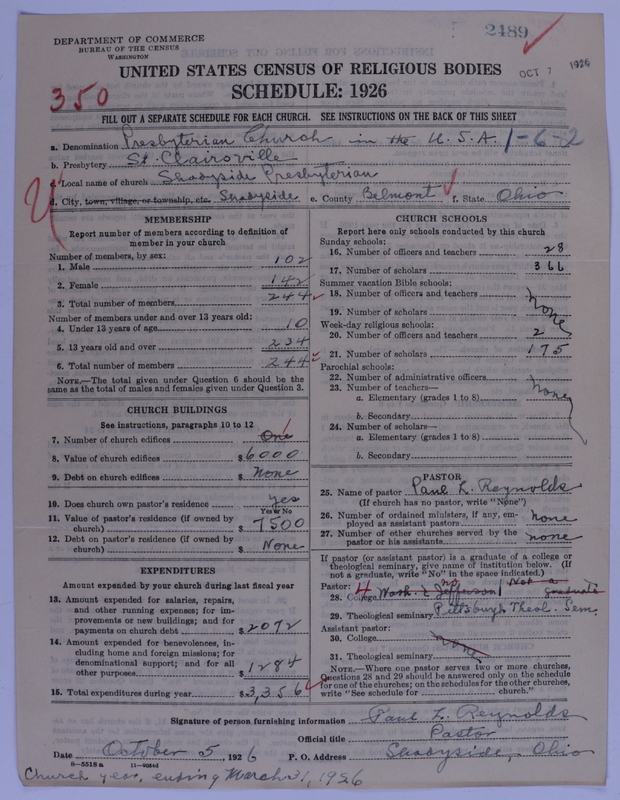 DEPARTMENT OF COMMERCE
BUREAU OF THE CENSUS
WASHINGTON
2489
OCT 7 1926
UNITED STATES CENSUS OF RELIGIOUS BODIES
SCHEDULE: 1926
350
FILL OUT A SEPARATE SCHEDULE FOR EACH CHURCH. SEE INSTRUCTIONS ON THE BACK OF THIS SHEET
a. Denomination Presbyterian Church in the U.S.A. 1-6-2
b. Presbytery St. Clairsville
c. Local name of church Shadyside Presbyterian
d. City, town, village, or township, etc. Shadyside e. County Belmont f. State Ohio
MEMBERSHIP
Report number of members according to definition of
member in your church
Number of members, by sex:
1. Male 102
2. Female 142
3. Total number of members 244
Number of members under and over 13 years old:
4. Under 13 years of age 10
5. 13 years old and over 234
6. Total number of members 244
NOTE.—The total given under Question 6 should be the
same as the total of males and females given under Question 3.
CHURCH BUILDINGS
See instructions, paragraphs 10 to 12
7. Number of church edifices One 1
8. Value of church edifices $6000
9. Debt on church edifices $ None
10. Does church own pastor's residence Yes
Yes or No
11. Value of pastor's residence (if owned by
church) $7500
12. Debt on pastor's residence (if owned by
church) $ None
EXPENDITURES
Amount expended by your church during last fiscal year
13. Amount expended for salaries, repairs,
and other running expenses; for im-
provements or new buildings; and for
payments on church debt $2072
14. Amount expended for benevolences, in-
cluding home and foreign missions; for
denominational support; and for all
other purposes $1284
15. Total expenditures during year $3,356
CHURCH SCHOOLS
Report here only schools conducted by this church
Sunday schools:
16. Number of officers and teachers 28
17. Number of scholars 366
Summer vacation Bible schools:
18. Number of officers and teachers None
19. Number of scholars
Week-day religious schools:
20. Number of officers and teachers 2
21. Number of scholars 175
Parochial schools:
22. Number of administrative officers
23. Number of teachers— None
a. Elementary (grades 1 to 8)
b. Secondary
24. Number of scholars—
a. Elementary (grades 1 to 8)
b. Secondary
PASTOR
25. Name of pastor Paul L. Reynolds
(If church has no pastor, write "None")
26. Number of ordained ministers, if any, em-
ployed as assistant pastors none
27. Number of other churches served by the
pastor or his assistants none
If pastor (or assistant pastor) is a graduate of a college or
theological seminary, give name of institution below. (If
not a graduate, write "No" in the space indicated.)
Pastor: no Not a
28. College Wash. & Jefferson graduate
29. Theological seminary Pittsburgh Theol. Sem.
Assistant pastor:
30. College none
31. Theological seminary
NOTE.—Where one pastor serves two or more churches,
Questions 28 and 29 should be answered only on the schedule
for one of the churches; on the schedules for the other churches,
write "See schedule for church."
Signature of person furnishing information Paul L. Reynolds
Official title Pastor
Date October 5, 1926 P. O. Address Shadyside, Ohio
8-5518a 11-9054d
Church year, ending March 31, 1926